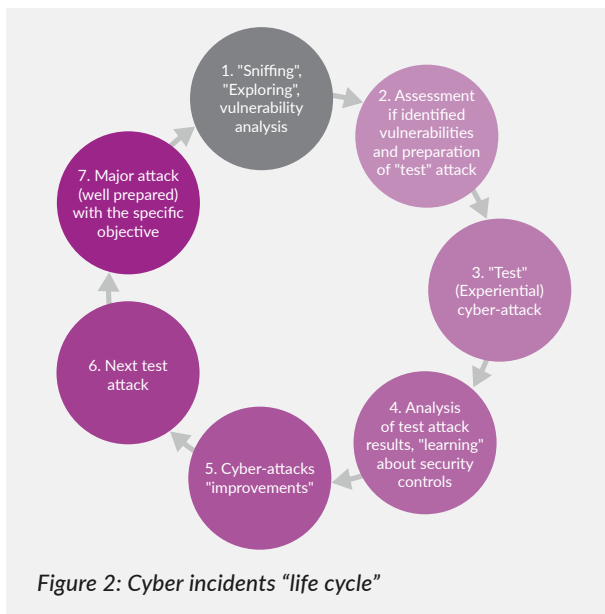 1. "Sniffing",
"Exploring",
vulnerability
analysis
2. Assessment
if identified
vulnerabilities
and preparation
of "test" attack
3. "Test"
(Experiential)
cyber-attack
4. Analysis
of test attack
results, "learning"
about security
controls
5. Cyber-attacks
"improvements"
6. Next test
attack
7. Major attack
(well prepared)
with the specific
objective
Figure 2: Cyber incidents “life cycle”